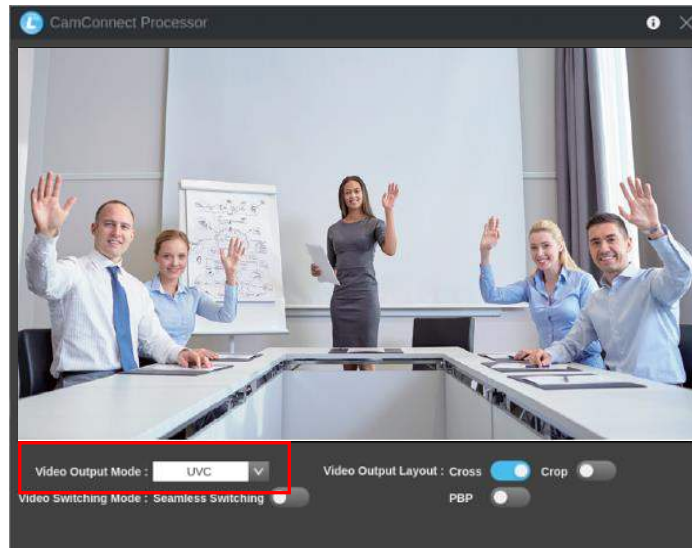 CamConnect Processor
Video Output Mode : UVC
Video Output Layout : Cross Crop
Video Switching Mode : Seamless Switching
PBP